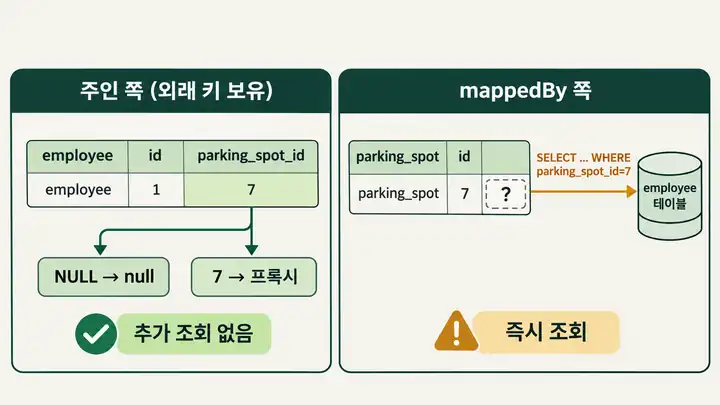 주인 쪽 (외래 키 보유)
employee id parking_spot_id
employee 1 7
NULL → null
7 → 프록시
추가 조회 없음
mappedBy 쪽
parking_spot id
parking_spot 7 ?
SELECT ... WHERE
parking_spot_id=7
employee
테이블
즉시 조회